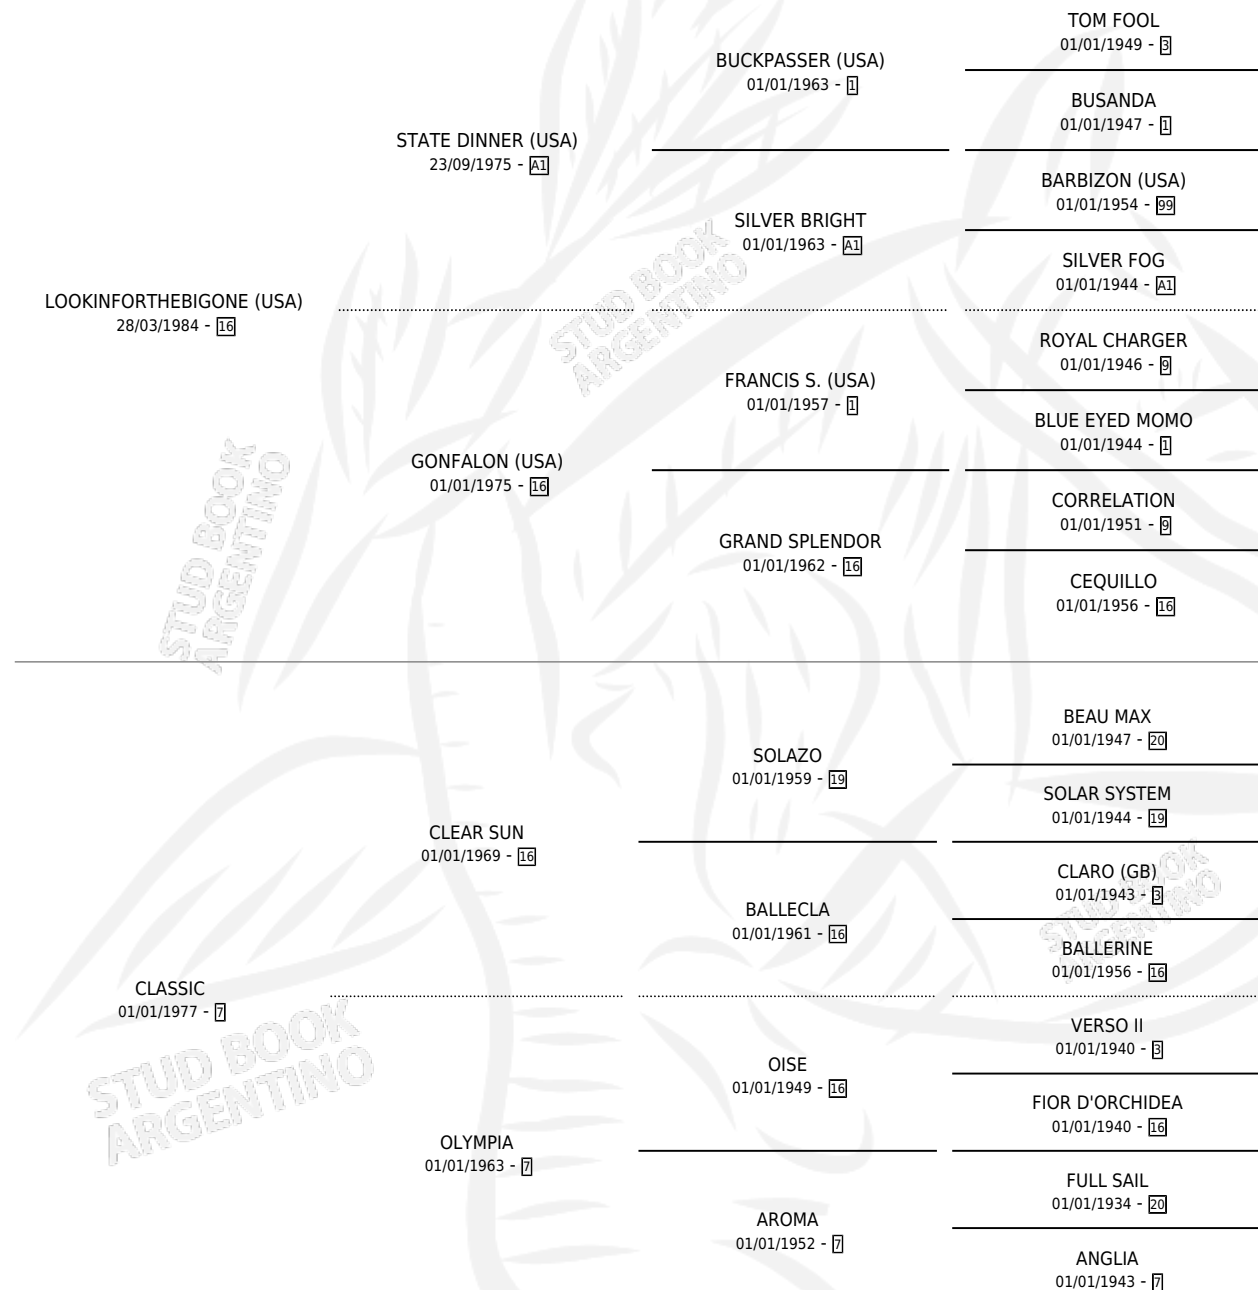 TOM FOOL
01/01/1949 - 3
BUCKPASSER (USA)
01/01/1963 - 1
BUSANDA
01/01/1947 - 1
STATE DINNER (USA)
23/09/1975 - A1
BARBIZON (USA)
01/01/1954 - 99
SILVER BRIGHT
01/01/1963 - A1
SILVER FOG
01/01/1944 - A1
LOOKINFORTHEBIGONE (USA)
28/03/1984 - 16
ROYAL CHARGER
01/01/1946 - 9
FRANCIS S. (USA)
01/01/1957 - 1
BLUE EYED MOMO
01/01/1944 - 1
GONFALON (USA)
01/01/1975 - 16
CORRELATION
01/01/1951 - 9
GRAND SPLENDOR
01/01/1962 - 16
CEQUILLO
01/01/1956 - 16
BEAU MAX
01/01/1947 - 20
SOLAZO
01/01/1959 - 19
SOLAR SYSTEM
01/01/1944 - 19
CLEAR SUN
01/01/1969 - 16
CLARO (GB)
01/01/1943 - 3
BALLECLA
01/01/1961 - 16
BALLERINE
01/01/1956 - 16
CLASSIC
01/01/1977 - 7
VERSO II
01/01/1940 - 3
OISE
01/01/1949 - 16
FIOR D'ORCHIDEA
01/01/1940 - 16
OLYMPIA
01/01/1963 - 7
FULL SAIL
01/01/1934 - 20
AROMA
01/01/1952 - 7
ANGLIA
01/01/1943 - 7
STUD BOOK
ARGENTINO
STUD BOOK
ARGENTINO
STUD BOOK
ARGENTINO
STUD BOOK
ARGENTINO